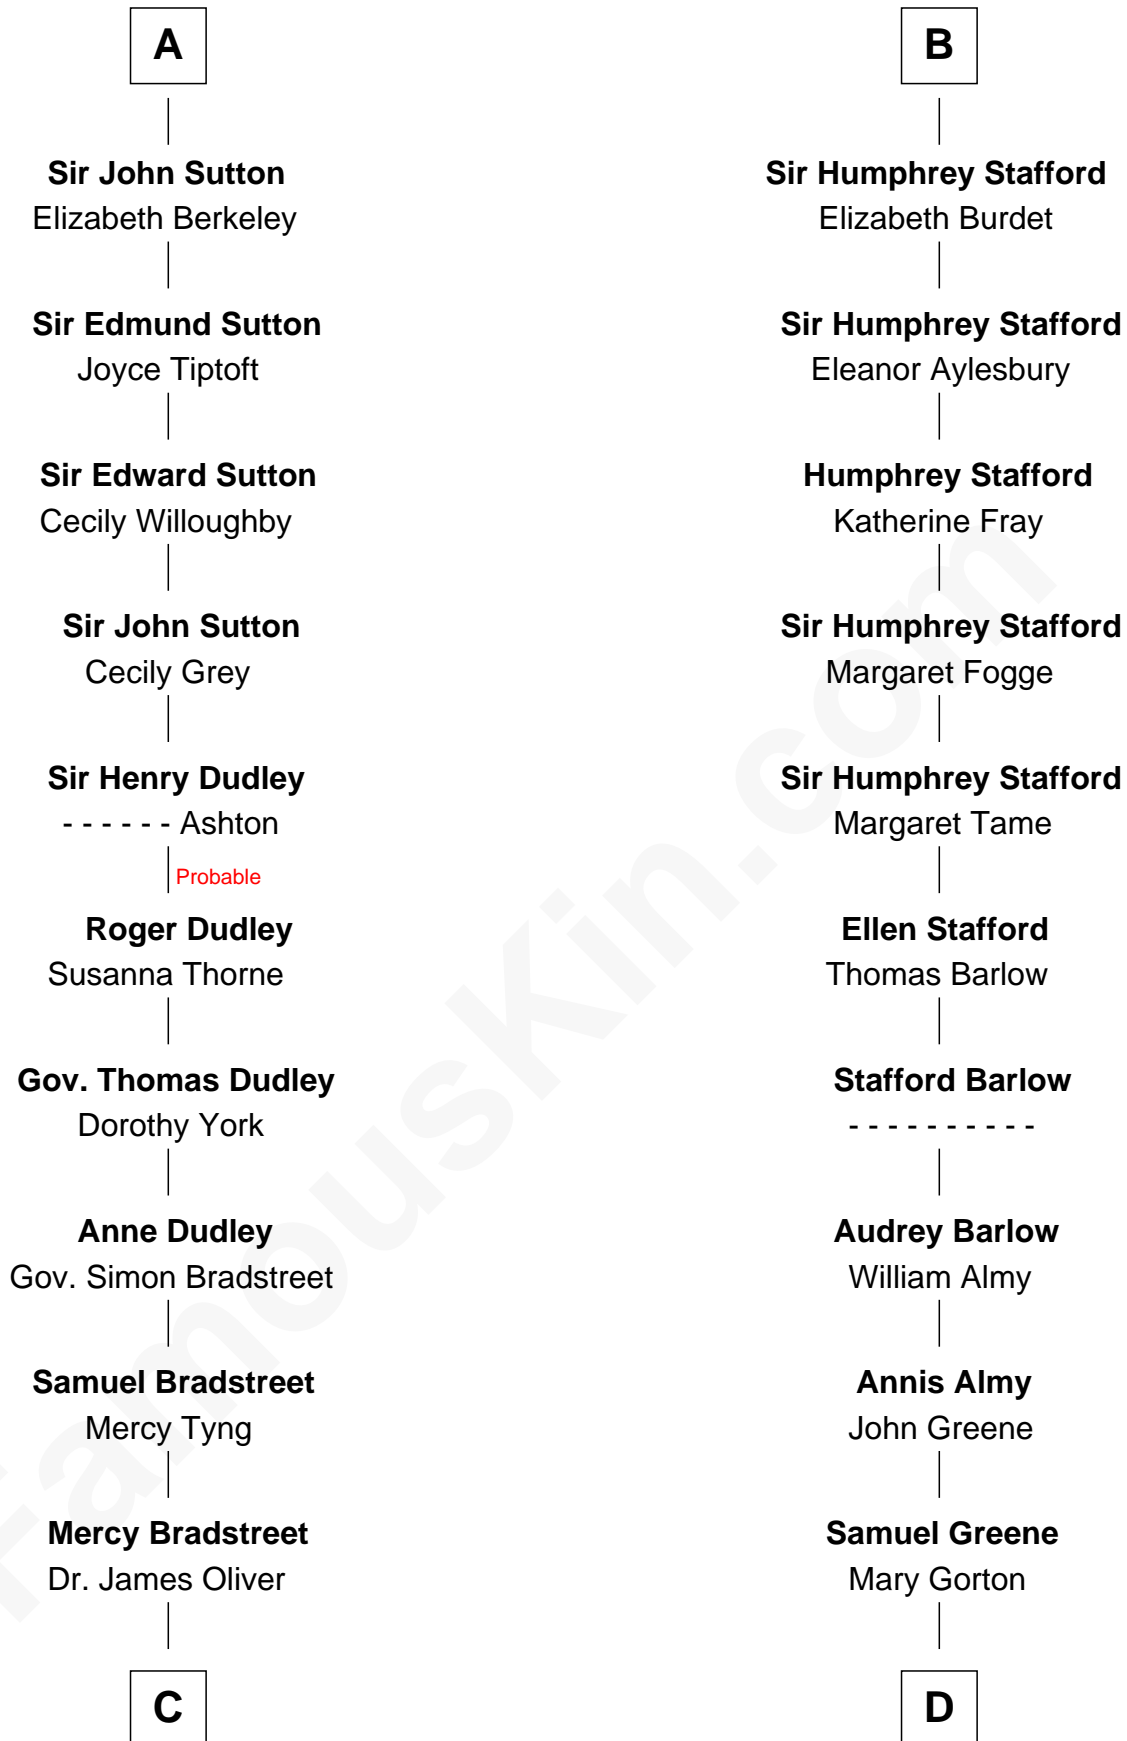 A
Sir John Sutton
Elizabeth Berkeley
Sir Edmund Sutton
Joyce Tiptoft
Sir Edward Sutton
Cecily Willoughby
Sir John Sutton
Cecily Grey
Sir Henry Dudley
- - - - - - Ashton
Probable
Roger Dudley
Susanna Thorne
Gov. Thomas Dudley
Dorothy York
Anne Dudley
Gov. Simon Bradstreet
Samuel Bradstreet
Mercy Tyng
Mercy Bradstreet
Dr. James Oliver
C
B
Sir Humphrey Stafford
Elizabeth Burdet
Sir Humphrey Stafford
Eleanor Aylesbury
Humphrey Stafford
Katherine Fray
Sir Humphrey Stafford
Margaret Fogge
Sir Humphrey Stafford
Margaret Tame
Ellen Stafford
Thomas Barlow
Stafford Barlow
- - - - - - - - - -
Audrey Barlow
William Almy
Annis Almy
John Greene
Samuel Greene
Mary Gorton
D
FamousKin.com